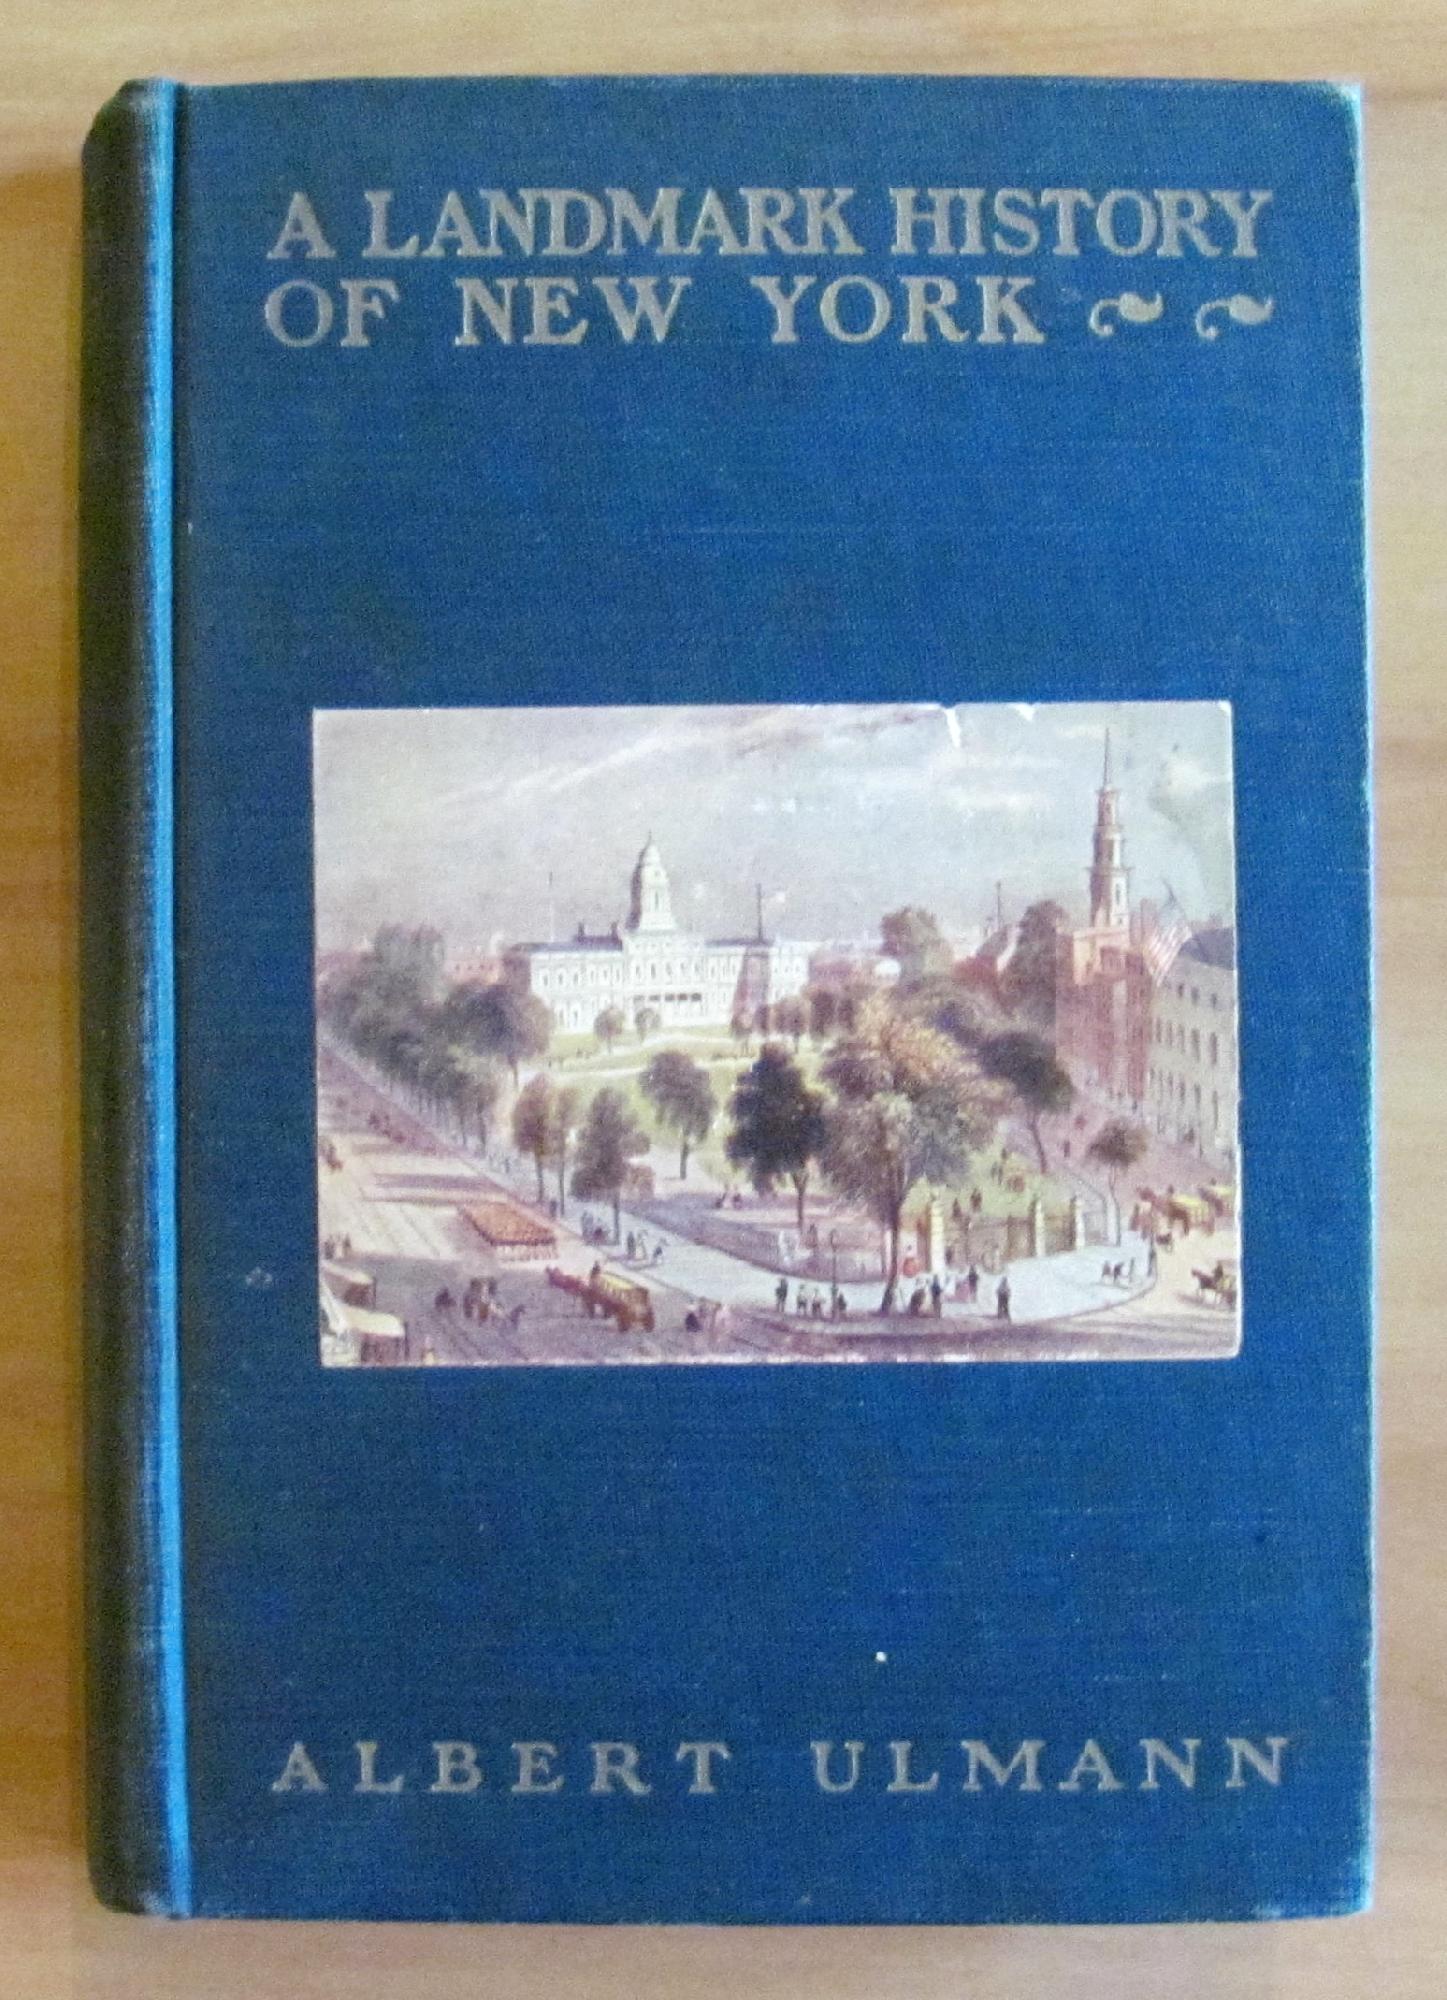 A LANDMARK HISTORY
OF NEW YORK
ALBERT ULMANN